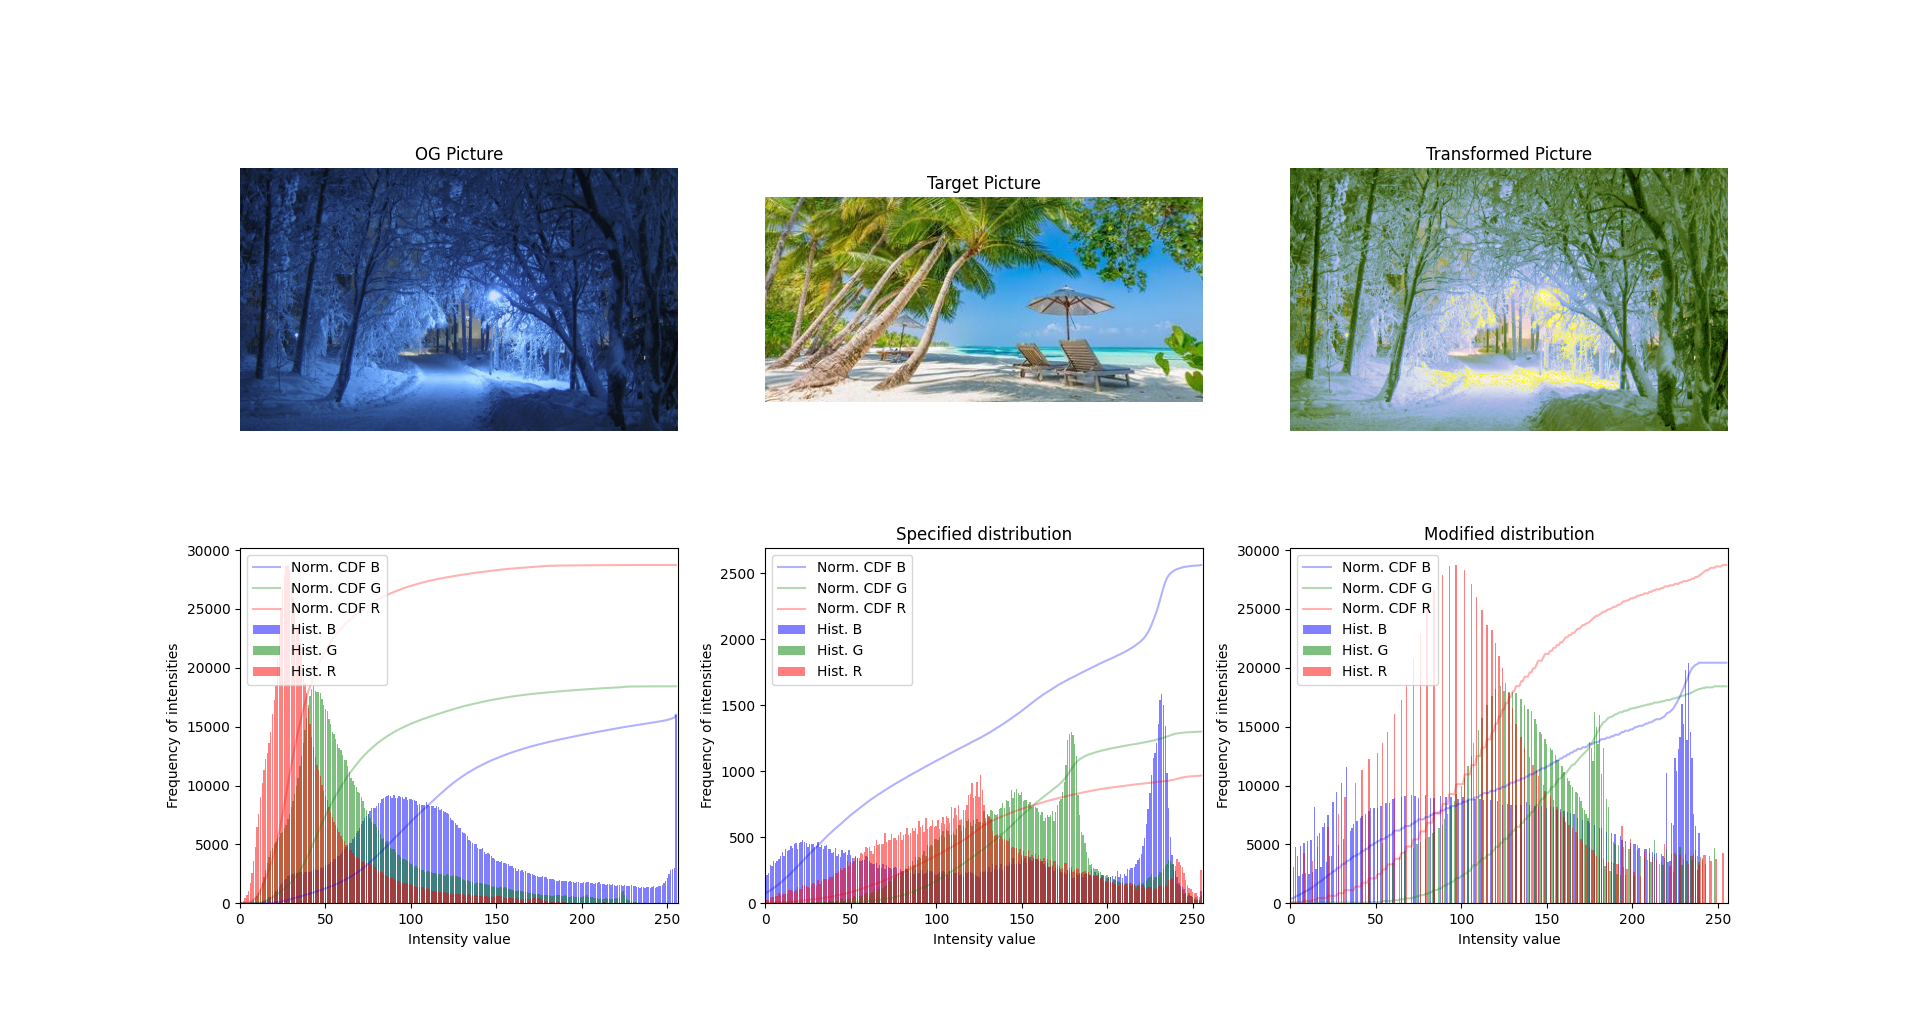 OG Picture
Target Picture
Transformed Picture
30000
25000
20000
15000
10000
5000
0
Frequency of intensities
Norm. CDF B
Norm. CDF G
Norm. CDF R
Hist. B
Hist. G
Hist. R
0 50 100 150 200 250
Intensity value
Specified distribution
2500
2000
1500
1000
500
0
Frequency of intensities
Norm. CDF B
Norm. CDF G
Norm. CDF R
Hist. B
Hist. G
Hist. R
0 50 100 150 200 250
Intensity value
Modified distribution
30000
25000
20000
15000
10000
5000
0
Frequency of intensities
Norm. CDF B
Norm. CDF G
Norm. CDF R
Hist. B
Hist. G
Hist. R
0 50 100 150 200 250
Intensity value